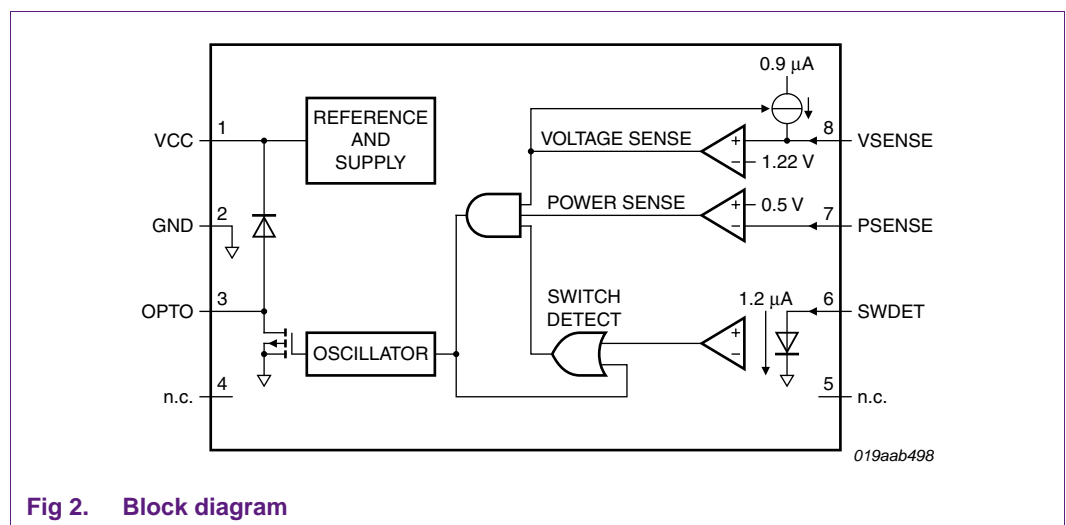 0.9 μA
REFERENCE
AND
SUPPLY
VCC
1
VOLTAGE SENSE
+
−
1.22 V
8
VSENSE
GND
2
POWER SENSE
+
−
0.5 V
7
PSENSE
OPTO
3
OSCILLATOR
SWITCH
DETECT
+
−
1.2 μA
6
SWDET
n.c.
4
5
n.c.
019aab498
Fig 2. Block diagram